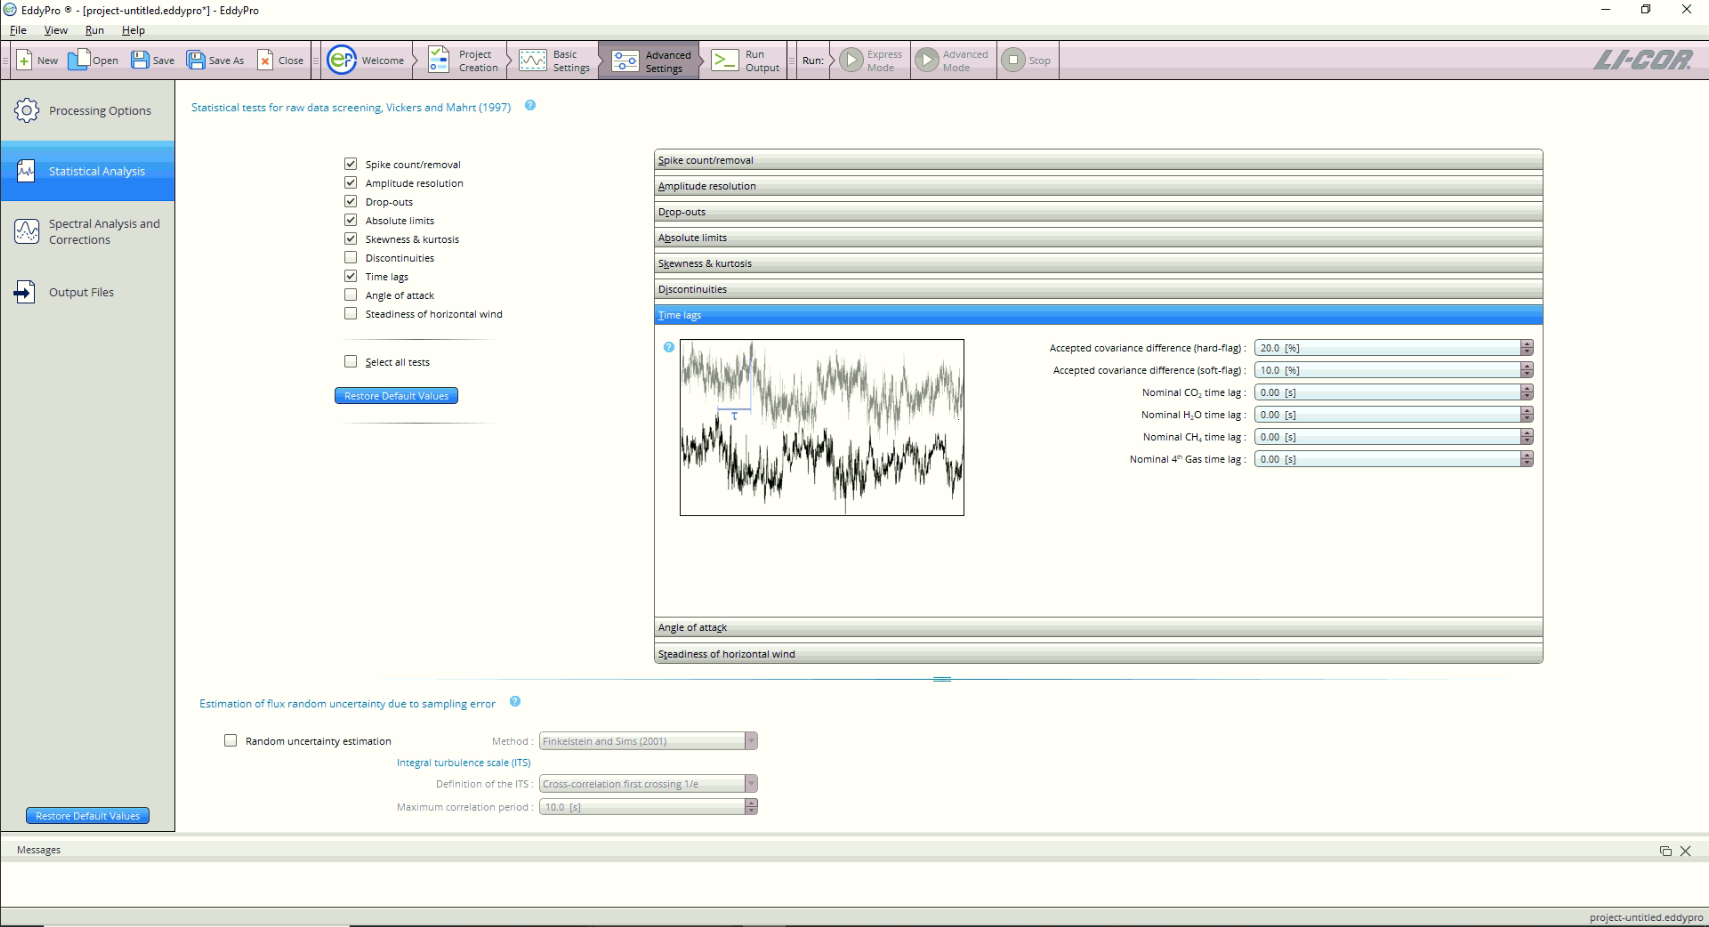 EddyPro ® - [project-untitled.eddypro*] - EddyPro
File View Run Help
New Open Save Save As Close Welcome Project Creation Basic Settings Advanced Settings Run Output Run: Express Mode Advanced Mode Stop LI-COR.
Processing Options
Statistical Analysis
Spectral Analysis and
Corrections
Output Files
Restore Default Values
Statistical tests for raw data screening, Vickers and Mahrt (1997) ?
Spike count/removal
Amplitude resolution
Drop-outs
Absolute limits
Skewness & kurtosis
Discontinuities
Time lags
Angle of attack
Steadiness of horizontal wind
Select all tests
Restore Default Values
Spike count/removal
Amplitude resolution
Drop-outs
Absolute limits
Skewness & kurtosis
Discontinuities
Time lags
?
τ
Accepted covariance difference (hard-flag) : 20.0 [%]
Accepted covariance difference (soft-flag) : 10.0 [%]
Nominal CO₂ time lag : 0.00 [s]
Nominal H₂O time lag : 0.00 [s]
Nominal CH₄ time lag : 0.00 [s]
Nominal 4ᵗʰ Gas time lag : 0.00 [s]
Angle of attack
Steadiness of horizontal wind
Estimation of flux random uncertainty due to sampling error ?
Random uncertainty estimation Method : Finkelstein and Sims (2001)
Integral turbulence scale (ITS)
Definition of the ITS : Cross-correlation first crossing 1/e
Maximum correlation period : 10.0 [s]
Messages
project-untitled.eddypro